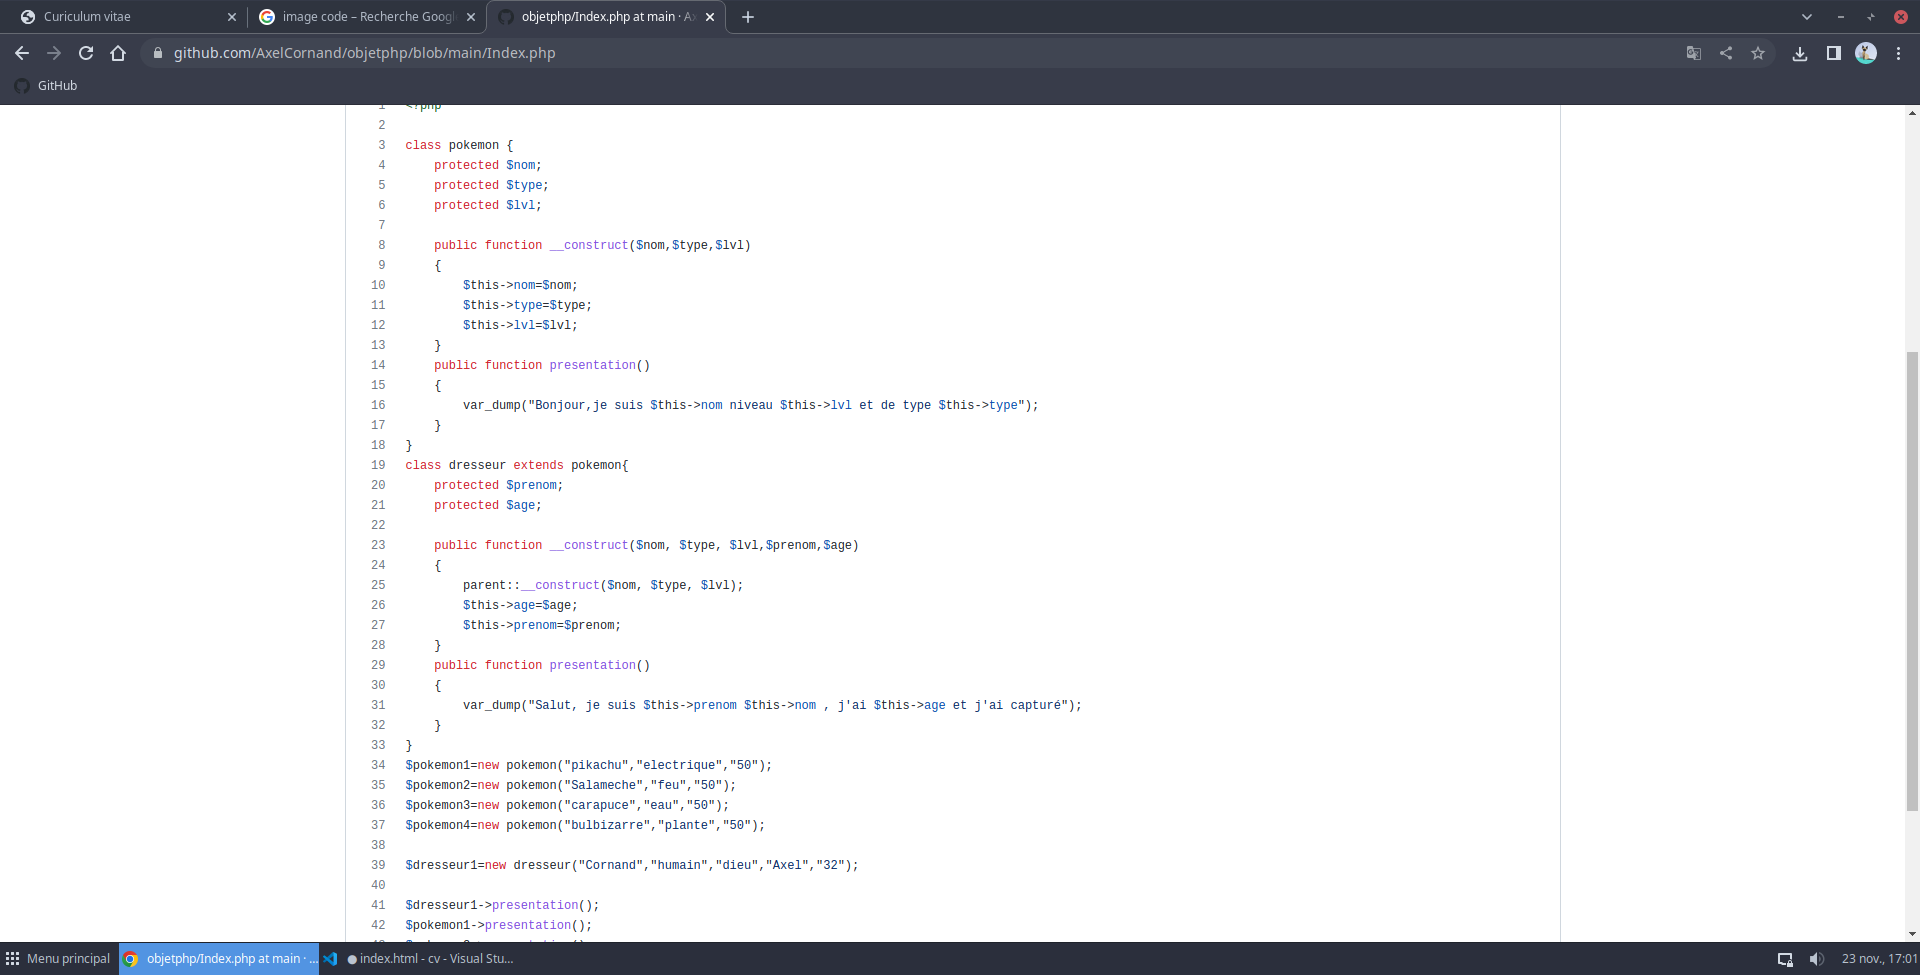 Curiculum vitae
image code – Recherche Googl
objetphp/Index.php at main · Ax
github.com/AxelCornand/objetphp/blob/main/Index.php
GitHub
1 <?php
2
3 class pokemon {
4 protected $nom;
5 protected $type;
6 protected $lvl;
7
8 public function __construct($nom,$type,$lvl)
9 {
10 $this->nom=$nom;
11 $this->type=$type;
12 $this->lvl=$lvl;
13 }
14 public function presentation()
15 {
16 var_dump("Bonjour,je suis $this->nom niveau $this->lvl et de type $this->type");
17 }
18 }
19 class dresseur extends pokemon{
20 protected $prenom;
21 protected $age;
22
23 public function __construct($nom, $type, $lvl,$prenom,$age)
24 {
25 parent::__construct($nom, $type, $lvl);
26 $this->age=$age;
27 $this->prenom=$prenom;
28 }
29 public function presentation()
30 {
31 var_dump("Salut, je suis $this->prenom $this->nom , j'ai $this->age et j'ai capturé");
32 }
33 }
34 $pokemon1=new pokemon("pikachu","electrique","50");
35 $pokemon2=new pokemon("Salameche","feu","50");
36 $pokemon3=new pokemon("carapuce","eau","50");
37 $pokemon4=new pokemon("bulbizarre","plante","50");
38
39 $dresseur1=new dresseur("Cornand","humain","dieu","Axel","32");
40
41 $dresseur1->presentation();
42 $pokemon1->presentation();
Menu principal
objetphp/Index.php at main · ...
index.html - cv - Visual Stu...
23 nov., 17:01